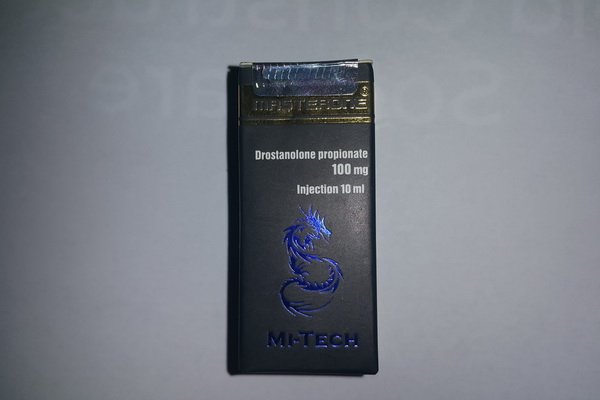 MASTERONE®
Drostanolone propionate
100 mg
Injection 10 ml
MI-TECH